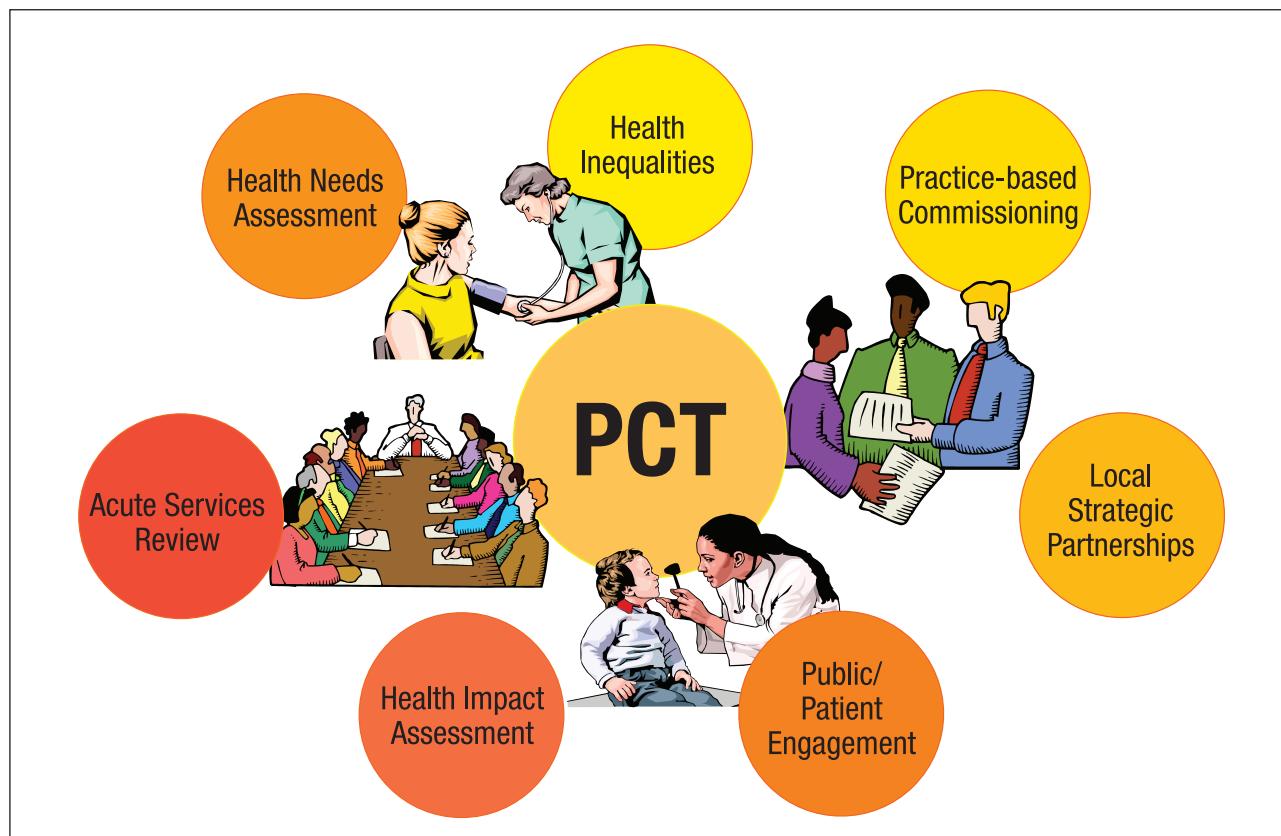 Health
Inequalities
Health Needs
Assessment
Practice-based
Commissioning
PCT
Acute Services
Review
Local
Strategic
Partnerships
Health Impact
Assessment
Public/
Patient
Engagement